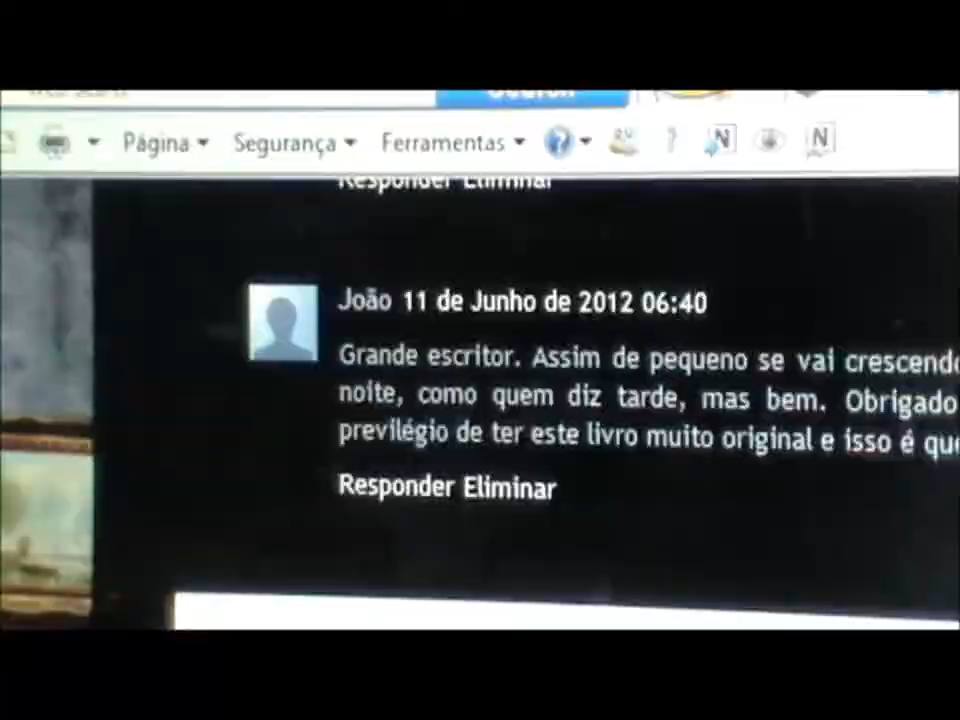 Página Segurança Ferramentas ? ? N N
Responder Eliminar
João 11 de Junho de 2012 06:40
Grande escritor. Assim de pequeno se vai crescendo
noite, como quem diz tarde, mas bem. Obrigado
previlégio de ter este livro muito original e isso é que
Responder Eliminar